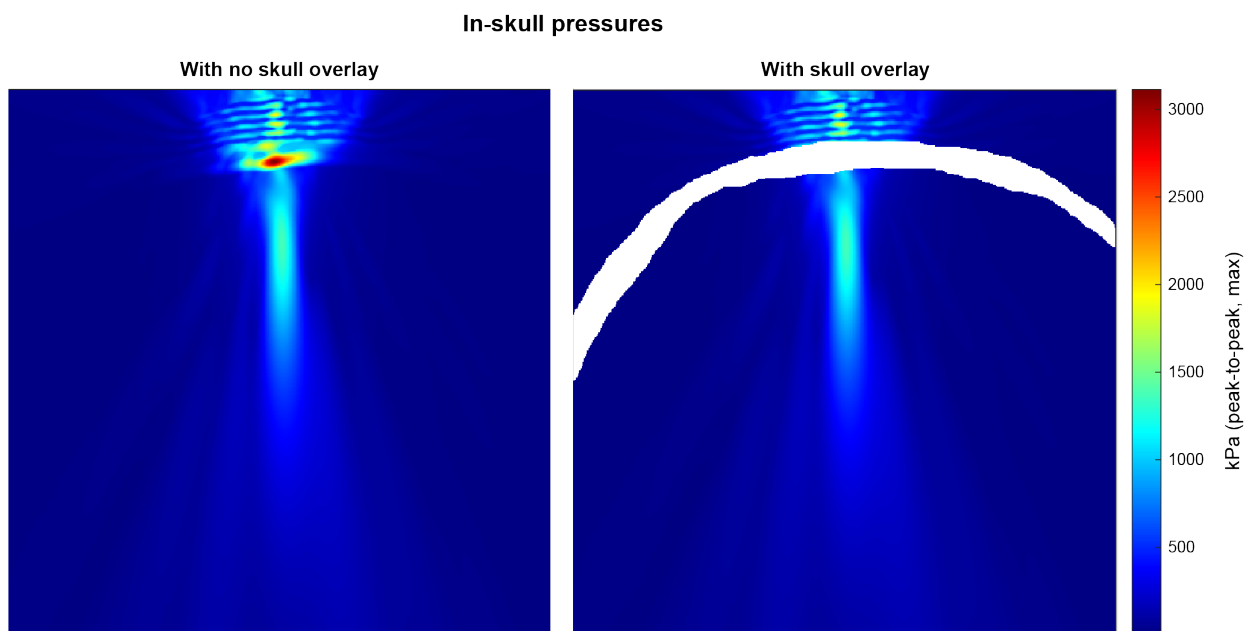 In-skull pressures
With no skull overlay
With skull overlay
3000
2500
2000
1500
1000
500
kPa (peak-to-peak, max)